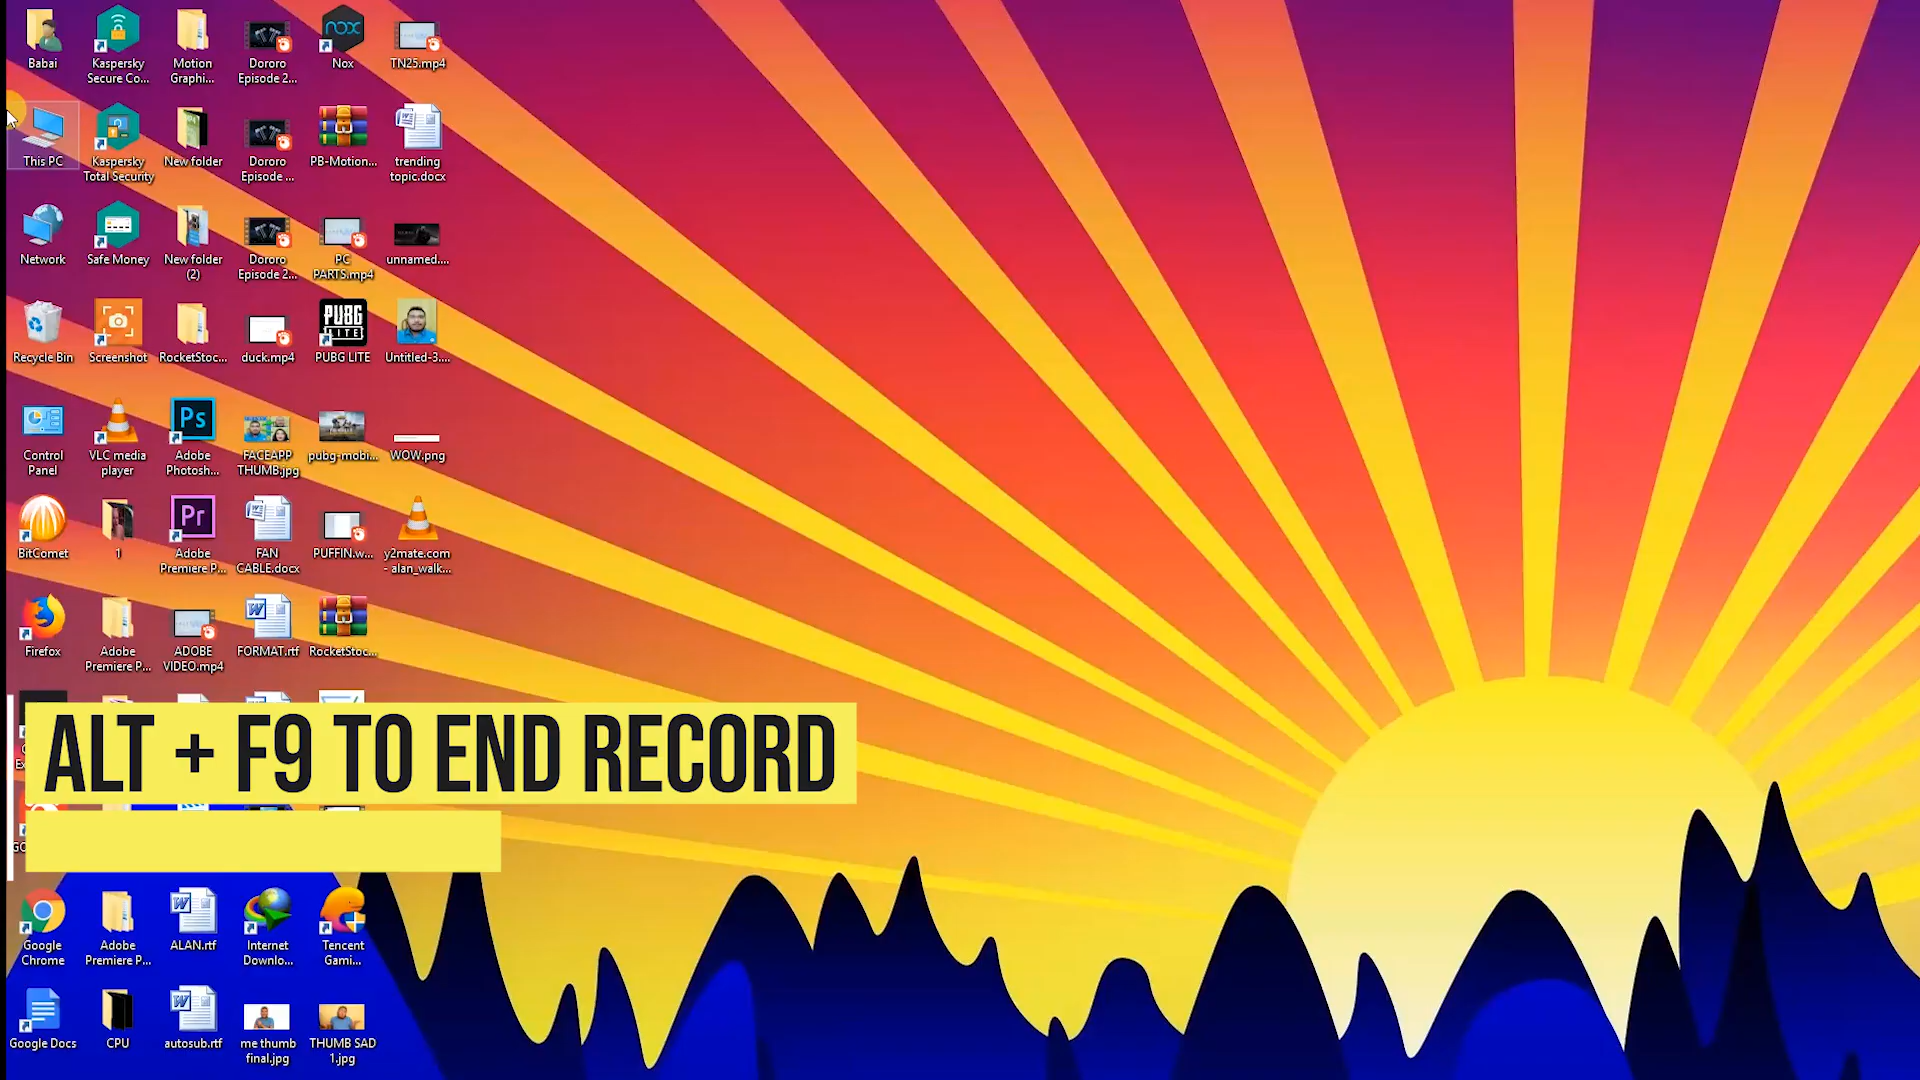 Babai
Kaspersky
Secure Co...
Motion
Graphi...
Dororo
Episode 2...
nox
Nox
TN25.mp4
This PC
Kaspersky
Total Security
New folder
Dororo
Episode ...
PB-Motion...
trending
topic.docx
Network
Safe Money
New folder
(2)
Dororo
Episode 2...
PC
PARTS.mp4
unnamed....
Recycle Bin
Screenshot
RocketStoc...
duck.mp4
PUBG
LITE
PUBG LITE
Untitled-3....
Control
Panel
VLC media
player
Ps
Adobe
Photosh...
FACEAPP
THUMB.jpg
pubg-mobi...
WOW.png
BitComet
1
Pr
Adobe
Premiere P...
FAN
CABLE.docx
PUFFIN.w...
y2mate.com
- alan_walk...
Firefox
Adobe
Premiere P...
ADOBE
VIDEO.mp4
FORMAT.rtf
RocketStoc...
ALT + F9 TO END RECORD
Google
Chrome
Adobe
Premiere P...
ALAN.rtf
Internet
Downlo...
Tencent
Gami...
Google Docs
CPU
autosub.rtf
me thumb
final.jpg
THUMB SAD
1.jpg